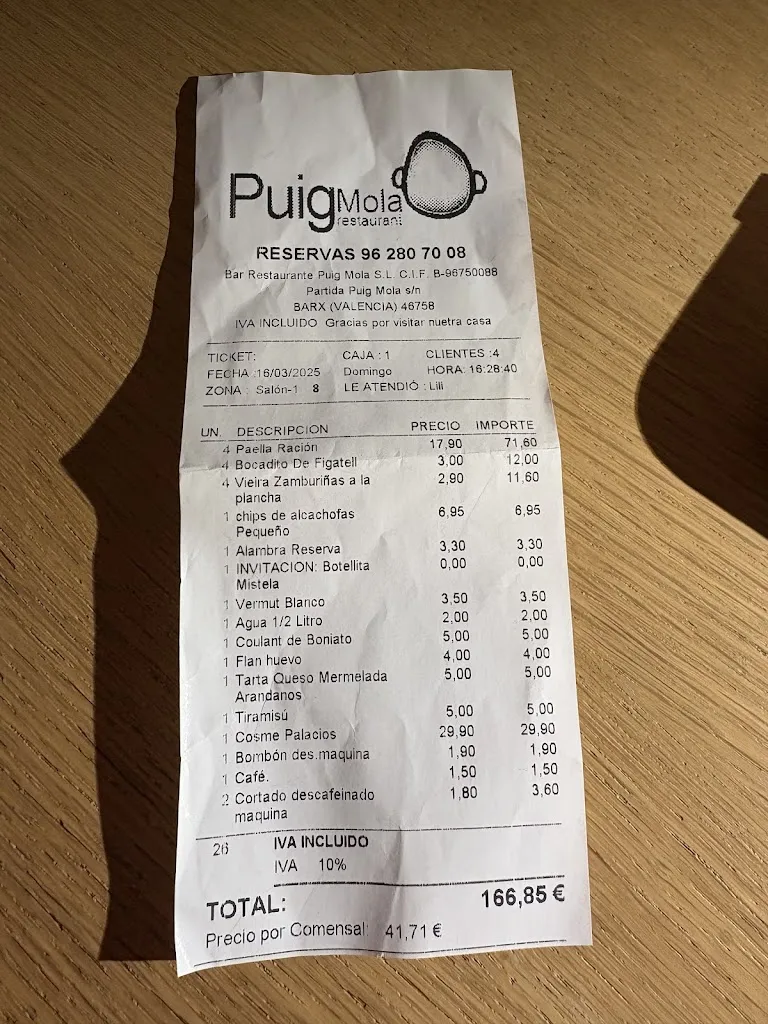 PuigMola
restaurant
RESERVAS 96 280 70 08
Bar Restaurante Puig Mola S.L. C.I.F. B-96750088
Partida Puig Mola s/n
BARX (VALENCIA) 46758
IVA INCLUIDO Gracias por visitar nuetra casa
TICKET: CAJA : 1 CLIENTES :4
FECHA :16/03/2025 Domingo HORA: 16:28:40
ZONA : Salón-1 8 LE ATENDIÓ : Lili
UN. DESCRIPCION PRECIO IMPORTE
4 Paella Ración 17,90 71,60
4 Bocadito De Figatell 3,00 12,00
4 Vieira Zamburiñas a la 2,90 11,60
plancha
1 chips de alcachofas 6,95 6,95
Pequeño
1 Alambra Reserva 3,30 3,30
1 INVITACION: Botellita 0,00 0,00
Mistela
1 Vermut Blanco 3,50 3,50
1 Agua 1/2 Litro 2,00 2,00
1 Coulant de Boniato 5,00 5,00
1 Flan huevo 4,00 4,00
1 Tarta Queso Mermelada 5,00 5,00
Arandanos
1 Tiramisú 5,00 5,00
1 Cosme Palacios 29,90 29,90
1 Bombón des.maquina 1,90 1,90
1 Café. 1,50 1,50
2 Cortado descafeinado 1,80 3,60
maquina
26 IVA INCLUIDO
IVA 10%
TOTAL: 166,85 €
Precio por Comensal: 41,71 €